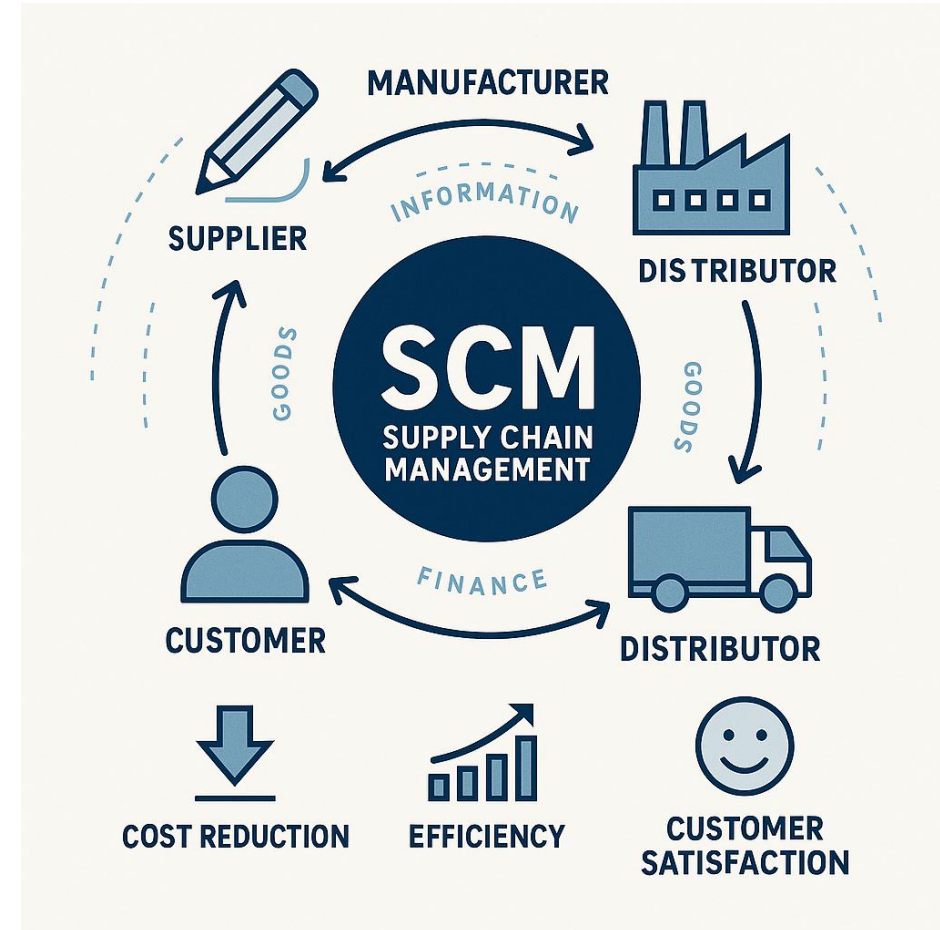 MANUFACTURER
INFORMATION
SUPPLIER
DISTRIBUTOR
GOODS
SCM
SUPPLY CHAIN
MANAGEMENT
GOODS
FINANCE
CUSTOMER
DISTRIBUTOR
COST REDUCTION
EFFICIENCY
CUSTOMER
SATISFACTION